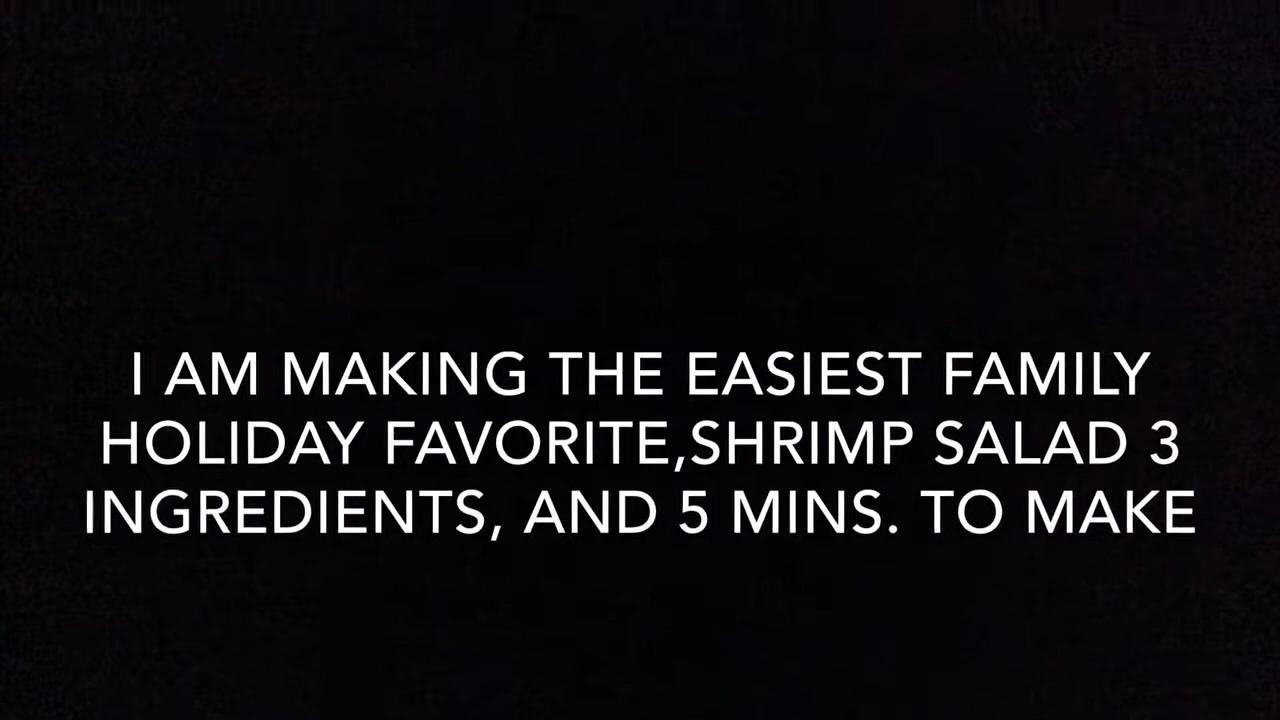 I AM MAKING THE EASIEST FAMILY
HOLIDAY FAVORITE,SHRIMP SALAD 3
INGREDIENTS, AND 5 MINS. TO MAKE